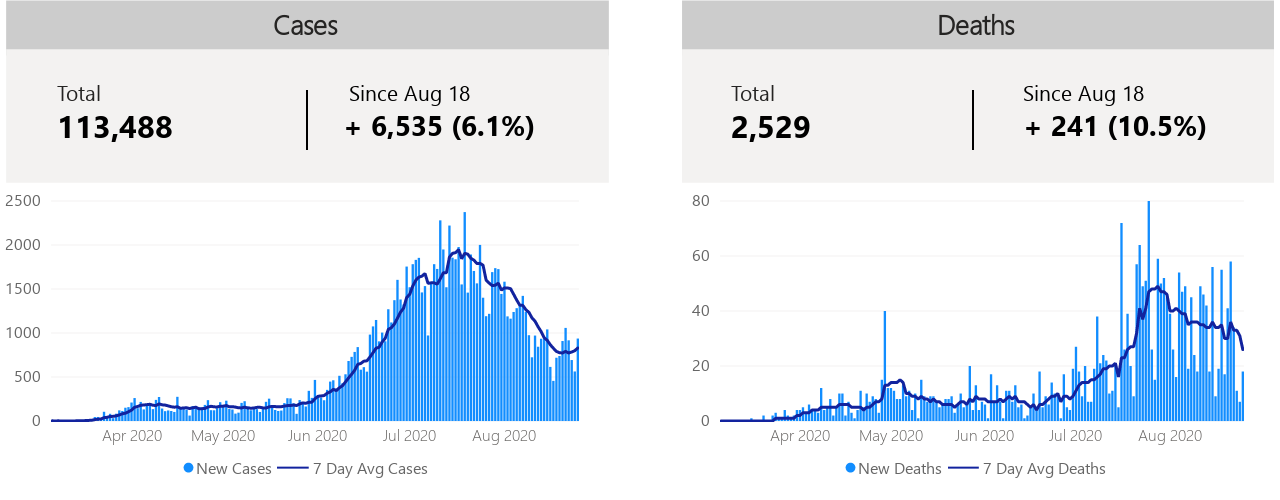 Cases
Total
Since Aug 18
113,488
+ 6,535 (6.1%)
2500
2000
1500
1000
500
0
Apr 2020 May 2020 Jun 2020 Jul 2020 Aug 2020
New Cases 7 Day Avg Cases
Deaths
Total
Since Aug 18
2,529
+ 241 (10.5%)
80
60
40
20
0
Apr 2020 May 2020 Jun 2020 Jul 2020 Aug 2020
New Deaths 7 Day Avg Deaths